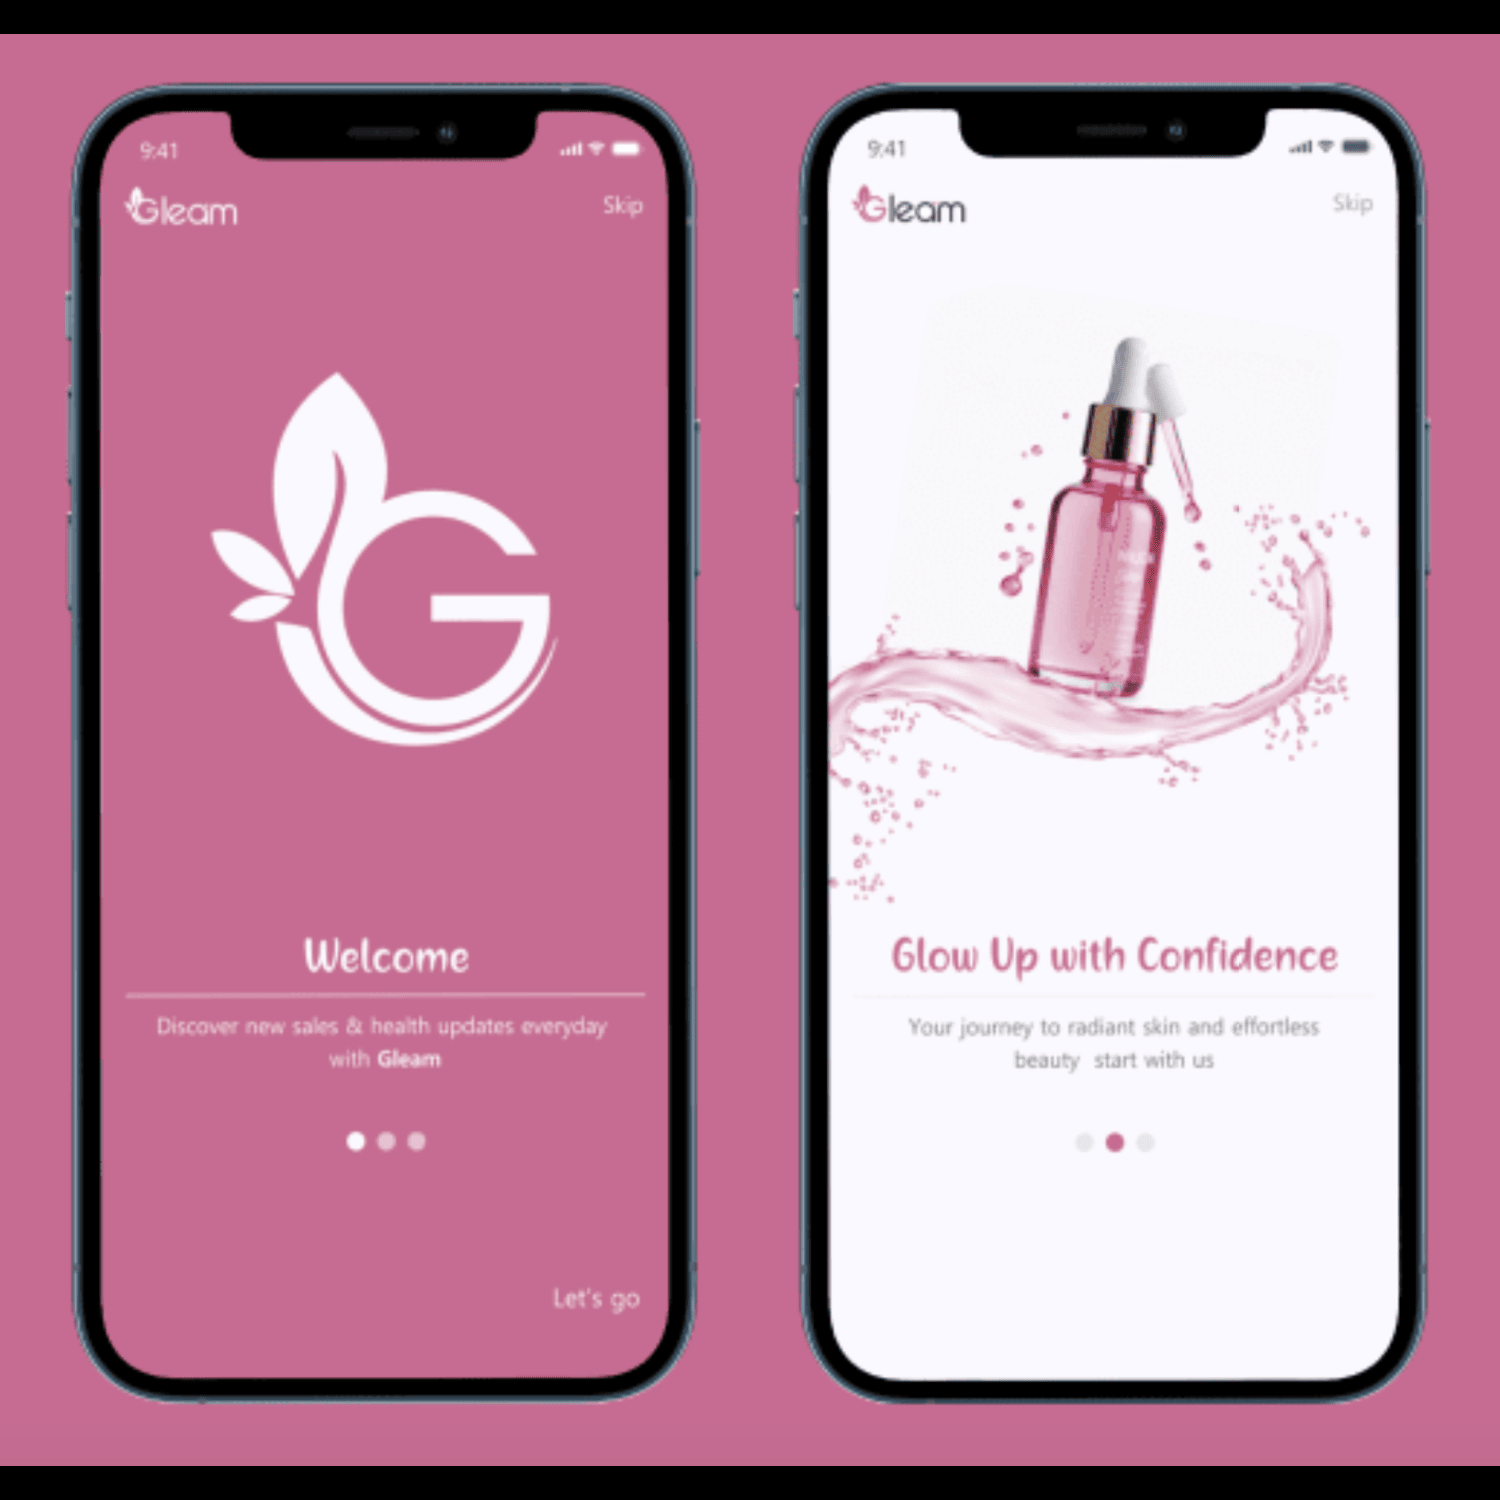 9:41
Gleam
Skip
G
Welcome
Discover new sales & health updates everyday
with Gleam
Let's go
9:41
Gleam
Skip
Glow Up with Confidence
Your journey to radiant skin and effortless
beauty  start with us